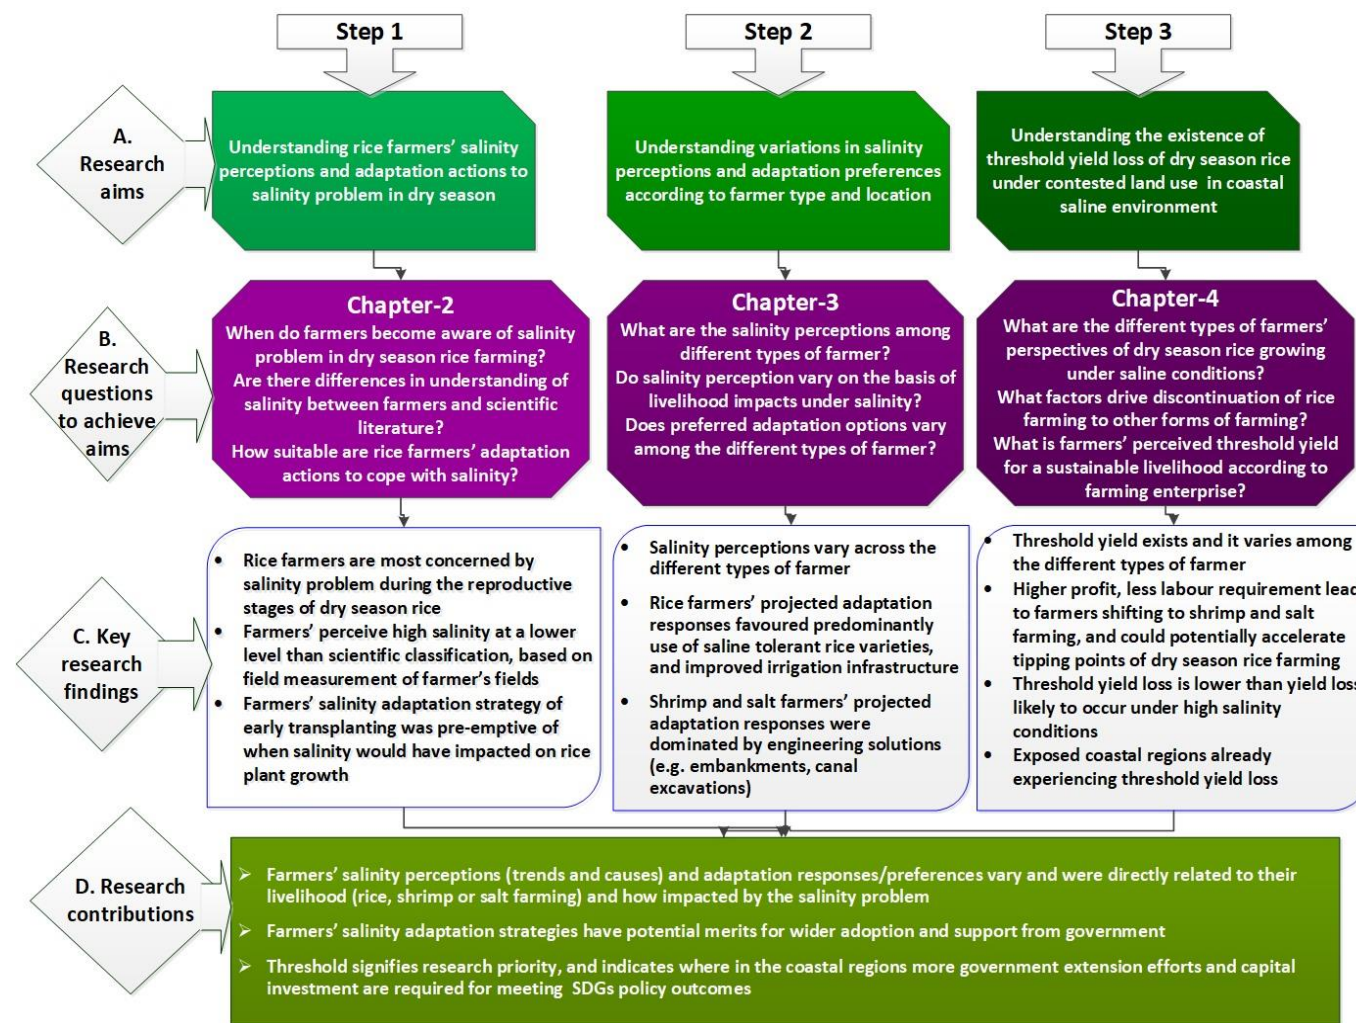 Step 1
Step 2
Step 3
A.
Research
aims
Understanding rice farmers’ salinity
perceptions and adaptation actions to
salinity problem in dry season
Understanding variations in salinity
perceptions and adaptation preferences
according to farmer type and location
Understanding the existence of
threshold yield loss of dry season rice
under contested land use in coastal
saline environment
B.
Research
questions
to achieve
aims
Chapter-2
When do farmers become aware of salinity
problem in dry season rice farming?
Are there differences in understanding of
salinity between farmers and scientific
literature?
How suitable are rice farmers’ adaptation
actions to cope with salinity?
Chapter-3
What are the salinity perceptions among
different types of farmer?
Do salinity perception vary on the basis of
livelihood impacts under salinity?
Does preferred adaptation options vary
among the different types of farmer?
Chapter-4
What are the different types of farmers’
perspectives of dry season rice growing
under saline conditions?
What factors drive discontinuation of rice
farming to other forms of farming?
What is farmers’ perceived threshold yield
for a sustainable livelihood according to
farming enterprise?
C. Key
research
findings
• Rice farmers are most concerned by
salinity problem during the reproductive
stages of dry season rice
• Farmers’ perceive high salinity at a lower
level than scientific classification, based on
field measurement of farmer’s fields
• Farmers’ salinity adaptation strategy of
early transplanting was pre-emptive of
when salinity would have impacted on rice
plant growth
• Salinity perceptions vary across the
different types of farmer
• Rice farmers’ projected adaptation
responses favoured predominantly
use of saline tolerant rice varieties,
and improved irrigation infrastructure
• Shrimp and salt farmers’ projected
adaptation responses were
dominated by engineering solutions
(e.g. embankments, canal
excavations)
• Threshold yield exists and it varies among
the different types of farmer
• Higher profit, less labour requirement lead
to farmers shifting to shrimp and salt
farming, and could potentially accelerate
tipping points of dry season rice farming
• Threshold yield loss is lower than yield loss
likely to occur under high salinity
conditions
• Exposed coastal regions already
experiencing threshold yield loss
D. Research
contributions
➢ Farmers’ salinity perceptions (trends and causes) and adaptation responses/preferences vary and were directly related to their
livelihood (rice, shrimp or salt farming) and how impacted by the salinity problem
➢ Farmers’ salinity adaptation strategies have potential merits for wider adoption and support from government
➢ Threshold signifies research priority, and indicates where in the coastal regions more government extension efforts and capital
investment are required for meeting SDGs policy outcomes